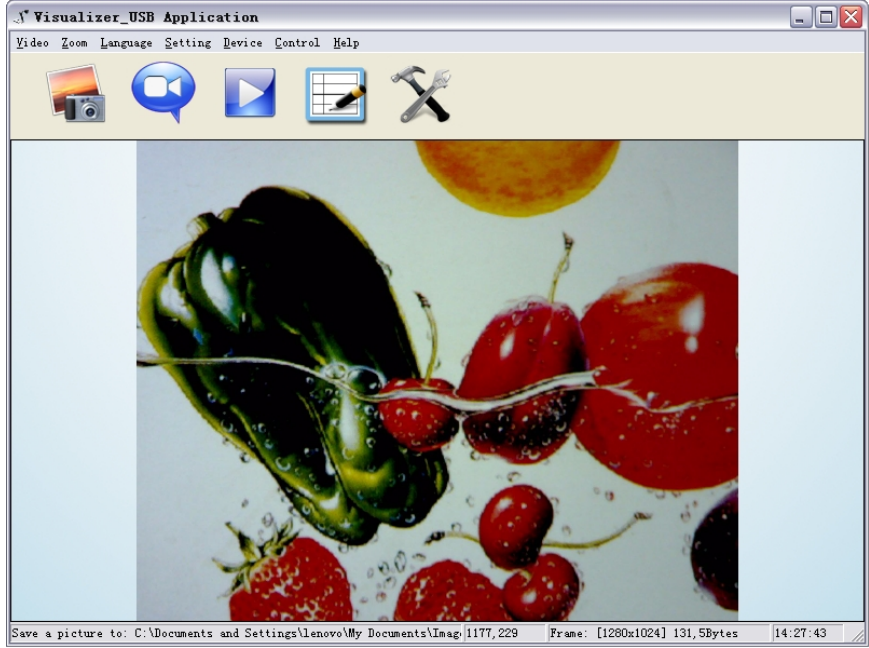 Visualizer_USB Application
Video Zoom Language Setting Device Control Help
Save a picture to: C:\Documents and Settings\lenovo\My Documents\Imag 1177,229 Frame: [1280x1024] 131,5Bytes 14:27:43